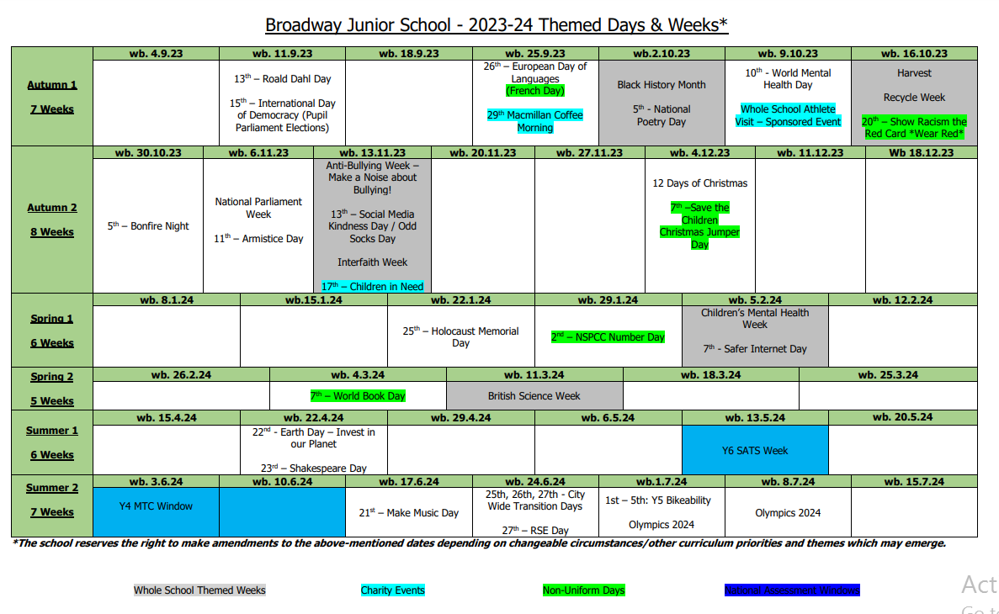 Broadway Junior School - 2023-24 Themed Days & Weeks*
wb. 4.9.23
wb. 11.9.23
wb. 18.9.23
wb. 25.9.23
wb.2.10.23
wb. 9.10.23
wb. 16.10.23
Autumn 1
7 Weeks
13th – Roald Dahl Day
15th – International Day
of Democracy (Pupil
Parliament Elections)
26th – European Day of
Languages
(French Day)
29th Macmillan Coffee
Morning
Black History Month
5th - National
Poetry Day
10th - World Mental
Health Day
Whole School Athlete
Visit – Sponsored Event
Harvest
Recycle Week
20th – Show Racism the
Red Card *Wear Red*
wb. 30.10.23
wb. 6.11.23
wb. 13.11.23
wb. 20.11.23
wb. 27.11.23
wb. 4.12.23
wb. 11.12.23
Wb 18.12.23
Autumn 2
8 Weeks
5th – Bonfire Night
National Parliament
Week
11th – Armistice Day
Anti-Bullying Week –
Make a Noise about
Bullying!
13th – Social Media
Kindness Day / Odd
Socks Day
Interfaith Week
17th – Children in Need
12 Days of Christmas
7th –Save the
Children
Christmas Jumper
Day
wb. 8.1.24
wb.15.1.24
wb. 22.1.24
wb. 29.1.24
wb. 5.2.24
wb. 12.2.24
Spring 1
6 Weeks
25th – Holocaust Memorial
Day
2nd – NSPCC Number Day
Children's Mental Health
Week
7th - Safer Internet Day
wb. 26.2.24
wb. 4.3.24
wb. 11.3.24
wb. 18.3.24
wb. 25.3.24
Spring 2
5 Weeks
7th – World Book Day
British Science Week
wb. 15.4.24
wb. 22.4.24
wb. 29.4.24
wb. 6.5.24
wb. 13.5.24
wb. 20.5.24
Summer 1
6 Weeks
22nd - Earth Day – Invest in
our Planet
23rd – Shakespeare Day
Y6 SATS Week
wb. 3.6.24
wb. 10.6.24
wb. 17.6.24
wb. 24.6.24
wb.1.7.24
wb. 8.7.24
wb. 15.7.24
Summer 2
7 Weeks
Y4 MTC Window
21st – Make Music Day
25th, 26th, 27th - City
Wide Transition Days
27th – RSE Day
1st – 5th: Y5 Bikeability
Olympics 2024
Olympics 2024
*The school reserves the right to make amendments to the above-mentioned dates depending on changeable circumstances/other curriculum priorities and themes which may emerge.
Whole School Themed Weeks
Charity Events
Non-Uniform Days
National Assessment Windows
Act